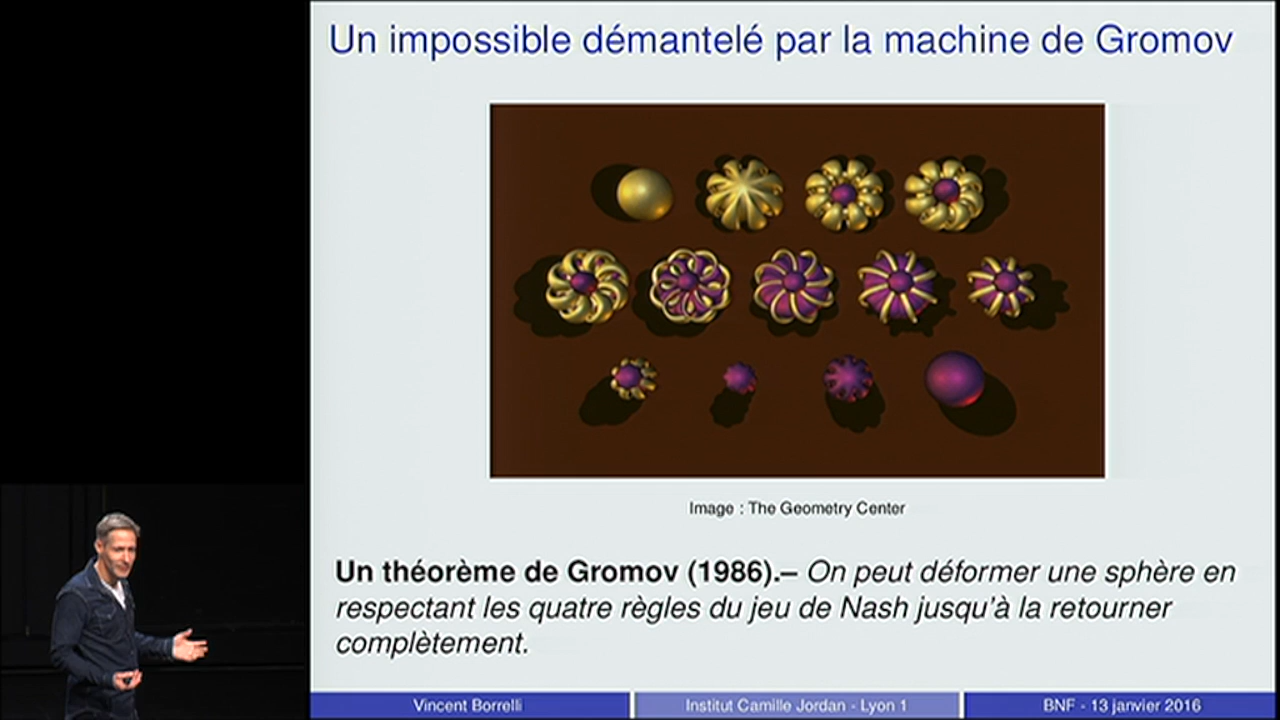 Un impossible démantelé par la machine de Gromov
Image : The Geometry Center
Un théorème de Gromov (1986).– On peut déformer une sphère en
respectant les quatre règles du jeu de Nash jusqu'à la retourner
complètement.
Vincent Borrelli
Institut Camille Jordan - Lyon 1
BNF - 13 janvier 2016